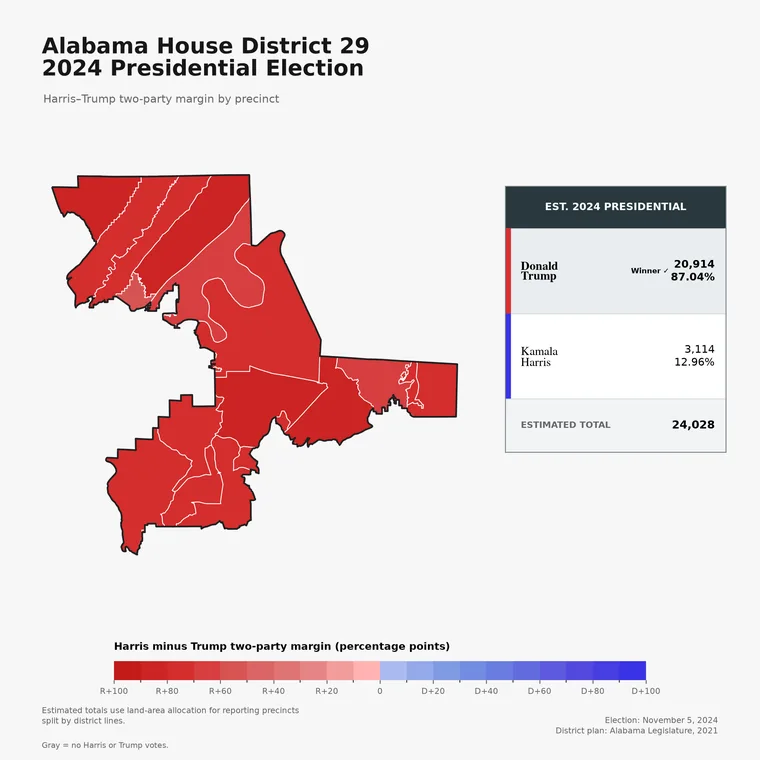 Alabama House District 29
2024 Presidential Election
Harris–Trump two-party margin by precinct
EST. 2024 PRESIDENTIAL
Donald
Trump
Winner ✓
20,914
87.04%
Kamala
Harris
3,114
12.96%
ESTIMATED TOTAL
24,028
Harris minus Trump two-party margin (percentage points)
R+100 R+80 R+60 R+40 R+20 0 D+20 D+40 D+60 D+80 D+100
Estimated totals use land-area allocation for reporting precincts
split by district lines.
Gray = no Harris or Trump votes.
Election: November 5, 2024
District plan: Alabama Legislature, 2021